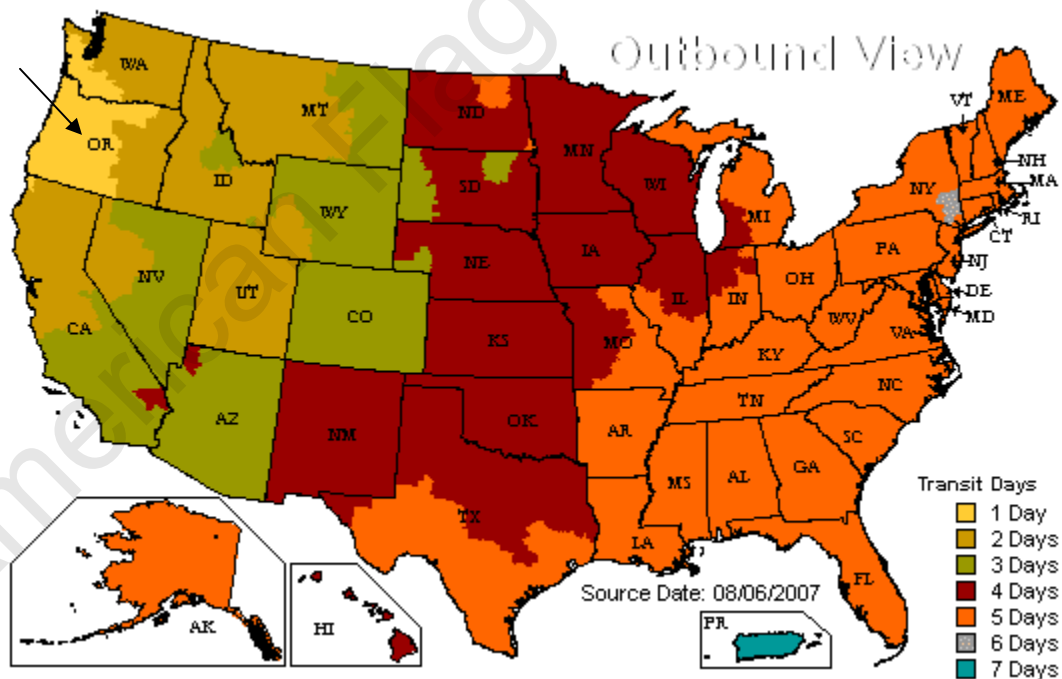 Outbound View
WA
MT
ND
MN
VT
ME
OR
ID
SD
WI
NH
MA
NY
MI
WY
RI
CT
IA
NE
PA
NJ
NV
UT
OH
IL
IN
DE
CO
MD
WV
CA
KS
MO
VA
KY
NC
TN
AZ
NM
OK
AR
SC
MS
AL
GA
Transit Days
1 Day
TX
LA
2 Days
3 Days
FL
Source Date: 08/06/2007
4 Days
5 Days
AK
HI
PR
6 Days
7 Days
merican Flag